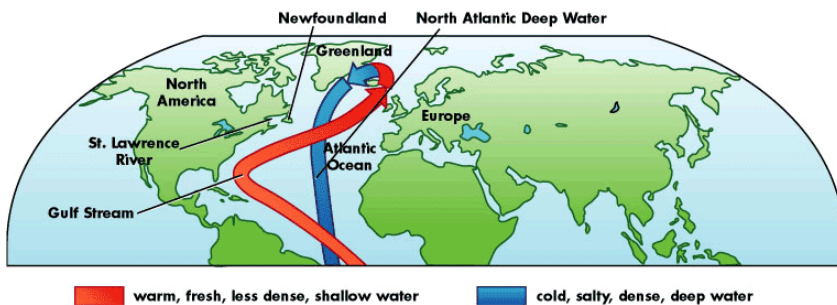 Newfoundland
North Atlantic Deep Water
Greenland
North
America
Europe
St. Lawrence
River
Atlantic
Ocean
Gulf Stream
warm, fresh, less dense, shallow water
cold, salty, dense, deep water